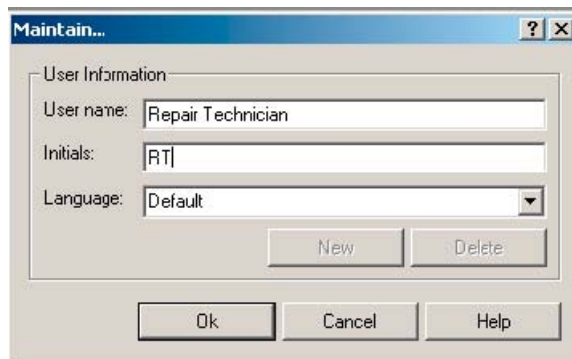 Maintain...
User Information
User name: Repair Technician
Initials: RT
Language: Default
New Delete
Ok Cancel Help